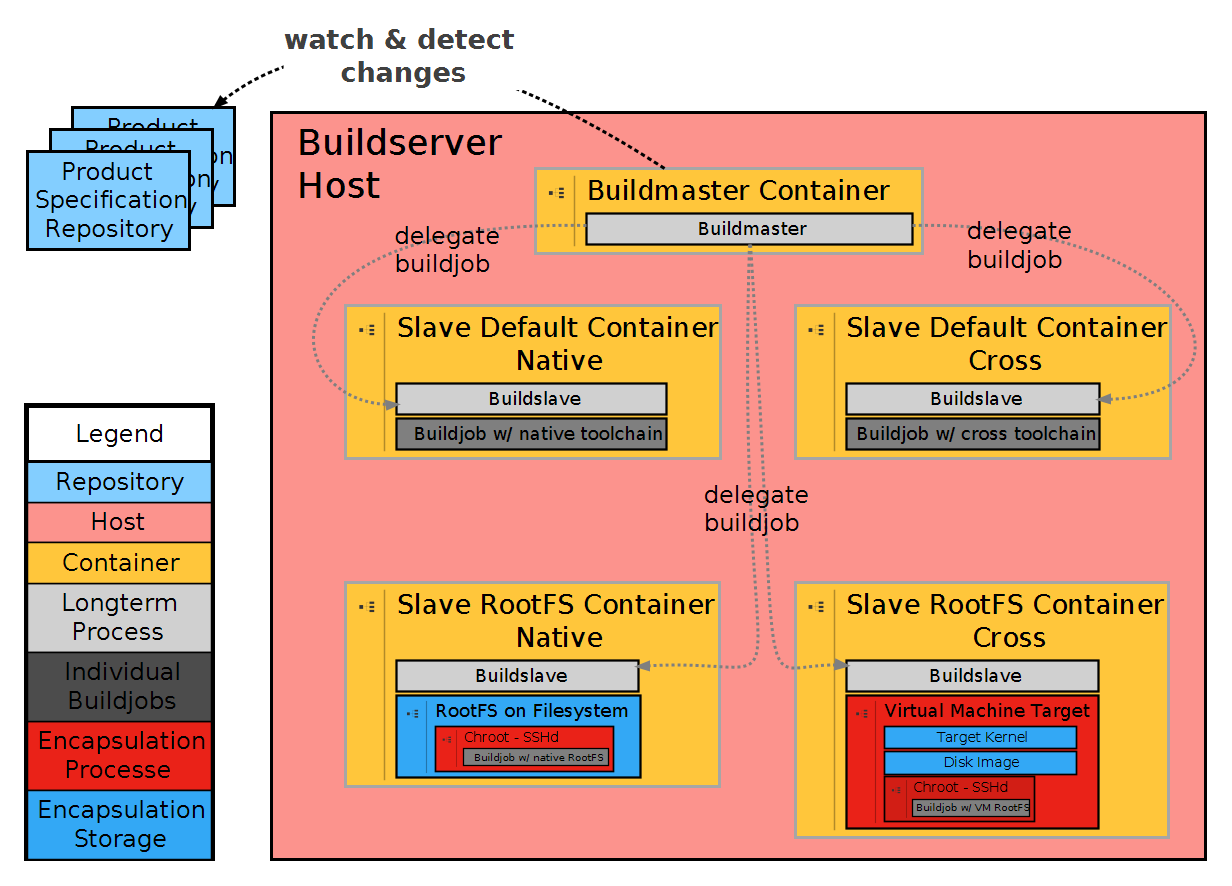 watch & detect
changes
Product
Product
on
ny
y
Product
Specification
Repository
Buildserver
Host
Buildmaster Container
Buildmaster
delegate
buildjob
delegate
buildjob
Slave Default Container
Native
Buildslave
Buildjob w/ native toolchain
Slave Default Container
Cross
Buildslave
Buildjob w/ cross toolchain
delegate
buildjob
Slave RootFS Container
Native
Buildslave
RootFS on Filesystem
Chroot - SSHd
Buildjob w/ native RootFS
Slave RootFS Container
Cross
Buildslave
Virtual Machine Target
Target Kernel
Disk Image
Chroot - SSHd
Buildjob w/ VM RootFS
Legend
Repository
Host
Container
Longterm
Process
Individual
Buildjobs
Encapsulation
Processe
Encapsulation
Storage